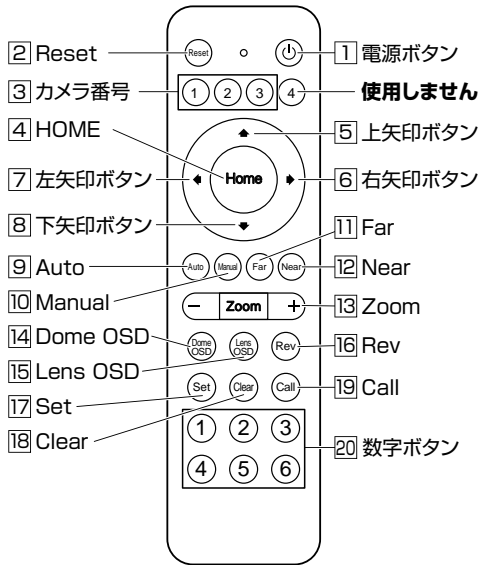 2 Reset
Reset
1 電源ボタン
3 カメラ番号
1 2 3 4
使用しません
4 HOME
5 上矢印ボタン
7 左矢印ボタン
Home
6 右矢印ボタン
8 下矢印ボタン
11 Far
9 Auto
Auto Manual Far Near
12 Near
10 Manual
− Zoom +
13 Zoom
14 Dome OSD
Dome OSD
Lens OSD
Rev
16 Rev
15 Lens OSD
17 Set
Set Clear Call
19 Call
18 Clear
1 2 3
20 数字ボタン
4 5 6